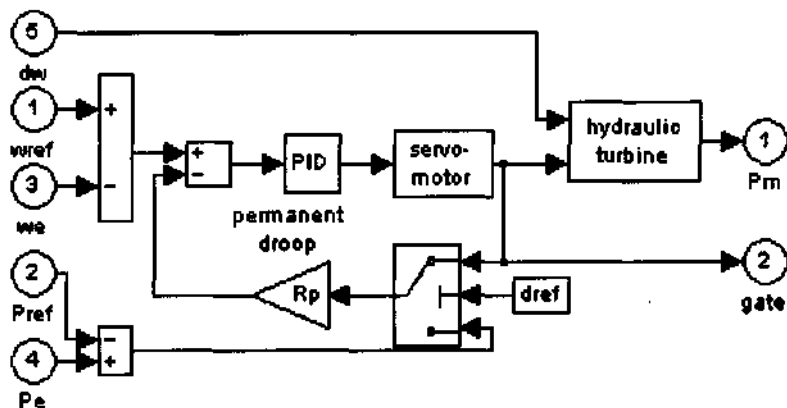 5
dw
1
wref
+
3
−
we
+
−
PID
servo-
motor
hydraulic
turbine
1
Pm
permanent
droop
2
Pref
Rp
dref
2
gate
−
+
4
Pe